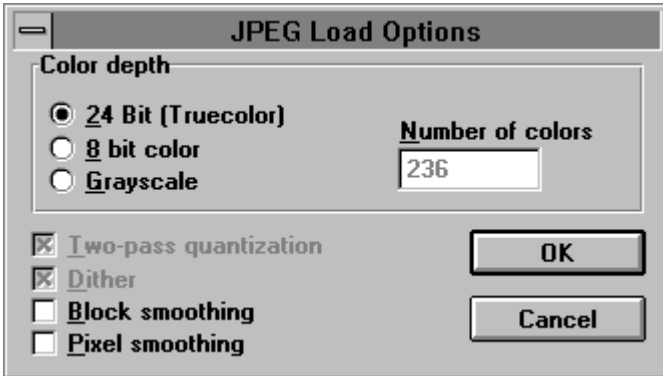 JPEG Load Options
Color depth
24 Bit (Truecolor)
8 bit color
Grayscale
Number of colors
236
Two-pass quantization
Dither
Block smoothing
Pixel smoothing
OK
Cancel